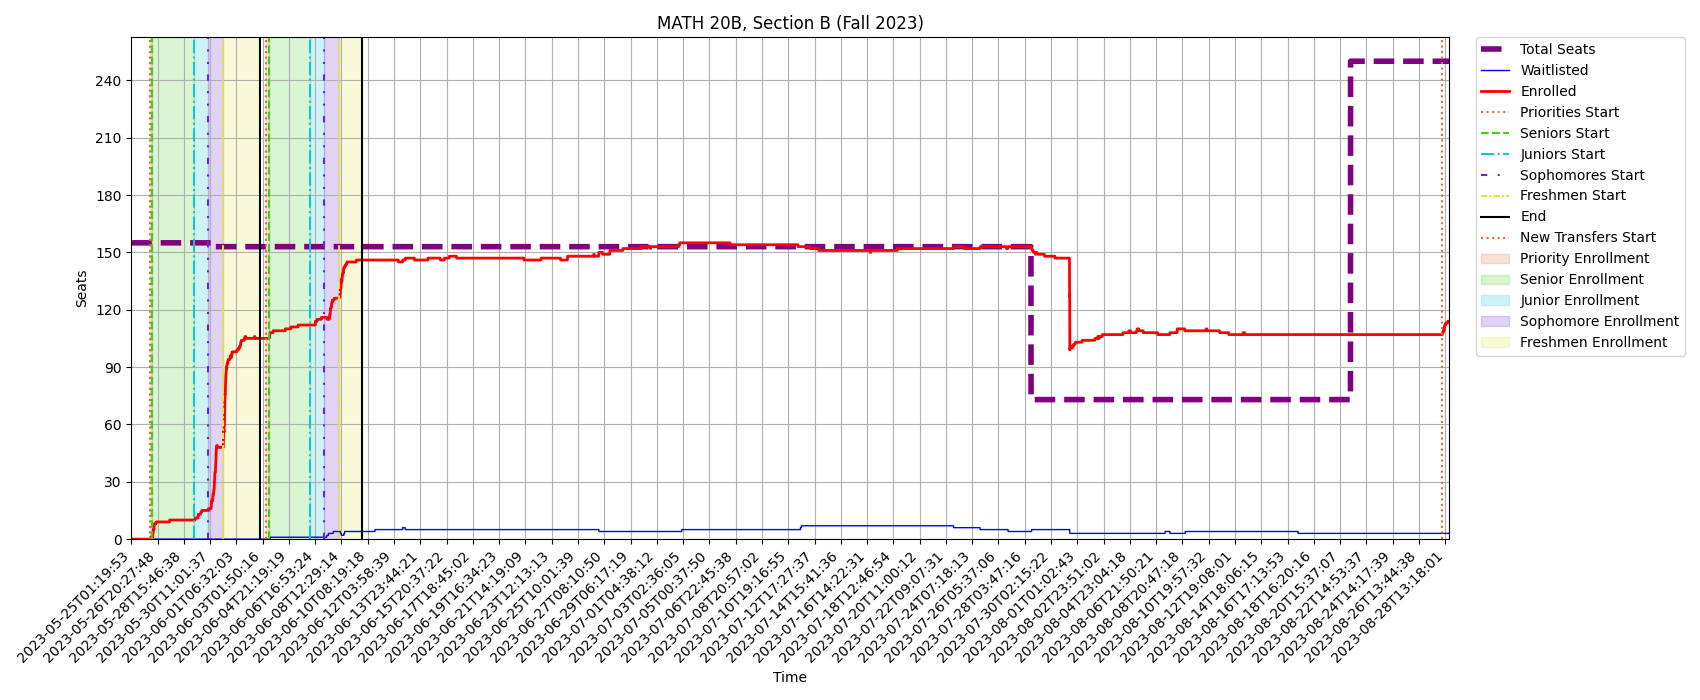 MATH 20B, Section B (Fall 2023)
Seats
240
210
180
150
120
90
60
30
0
2023-05-25T01:19:53
2023-05-26T20:27:48
2023-05-28T15:46:38
2023-05-30T11:01:37
2023-06-01T06:32:03
2023-06-03T01:50:16
2023-06-04T21:19:19
2023-06-06T16:53:24
2023-06-08T12:29:14
2023-06-10T08:19:18
2023-06-12T03:58:39
2023-06-13T23:44:21
2023-06-15T20:37:22
2023-06-17T18:45:02
2023-06-19T16:34:23
2023-06-21T14:19:09
2023-06-23T12:13:13
2023-06-25T10:01:39
2023-06-27T08:10:50
2023-06-29T06:17:19
2023-07-01T04:38:12
2023-07-03T02:36:05
2023-07-05T00:37:50
2023-07-06T22:45:38
2023-07-08T20:57:02
2023-07-10T19:16:55
2023-07-12T17:27:37
2023-07-14T15:41:36
2023-07-16T14:22:31
2023-07-18T12:46:54
2023-07-20T11:00:12
2023-07-22T09:07:31
2023-07-24T07:18:13
2023-07-26T05:37:06
2023-07-28T03:47:16
2023-07-30T02:15:22
2023-08-01T01:02:43
2023-08-02T23:51:02
2023-08-04T23:04:18
2023-08-06T21:50:21
2023-08-08T20:47:18
2023-08-10T19:57:32
2023-08-12T19:08:01
2023-08-14T18:06:15
2023-08-16T17:13:53
2023-08-18T16:20:16
2023-08-20T15:37:07
2023-08-22T14:53:37
2023-08-24T14:17:39
2023-08-26T13:44:38
2023-08-28T13:18:01
Time
Total Seats
Waitlisted
Enrolled
Priorities Start
Seniors Start
Juniors Start
Sophomores Start
Freshmen Start
End
New Transfers Start
Priority Enrollment
Senior Enrollment
Junior Enrollment
Sophomore Enrollment
Freshmen Enrollment